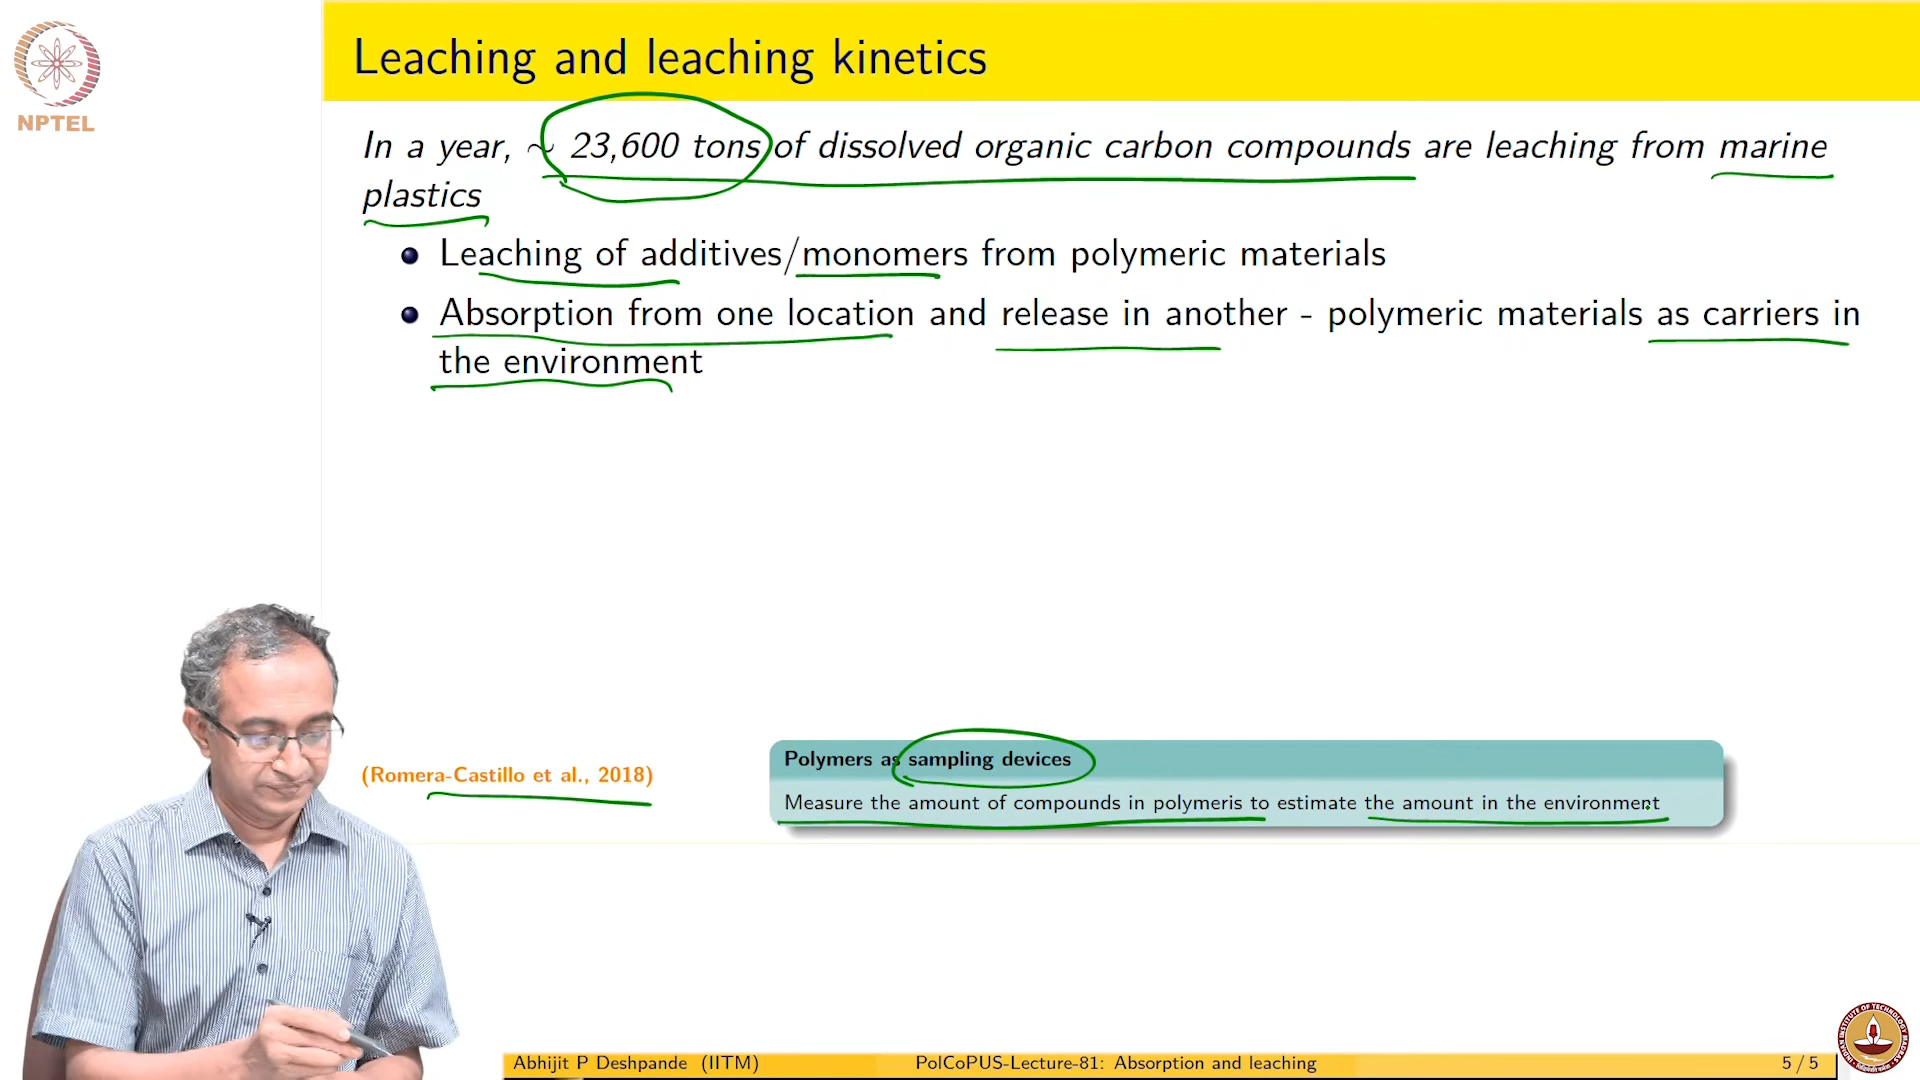 NPTEL
Leaching and leaching kinetics
In a year, ~ 23,600 tons of dissolved organic carbon compounds are leaching from marine
plastics
Leaching of additives/monomers from polymeric materials
Absorption from one location and release in another - polymeric materials as carriers in
the environment
(Romera-Castillo et al., 2018)
Polymers as sampling devices
Measure the amount of compounds in polymeris to estimate the amount in the environment
Abhijit P Deshpande (IITM) PolCoPUS-Lecture-81: Absorption and leaching 5 / 5